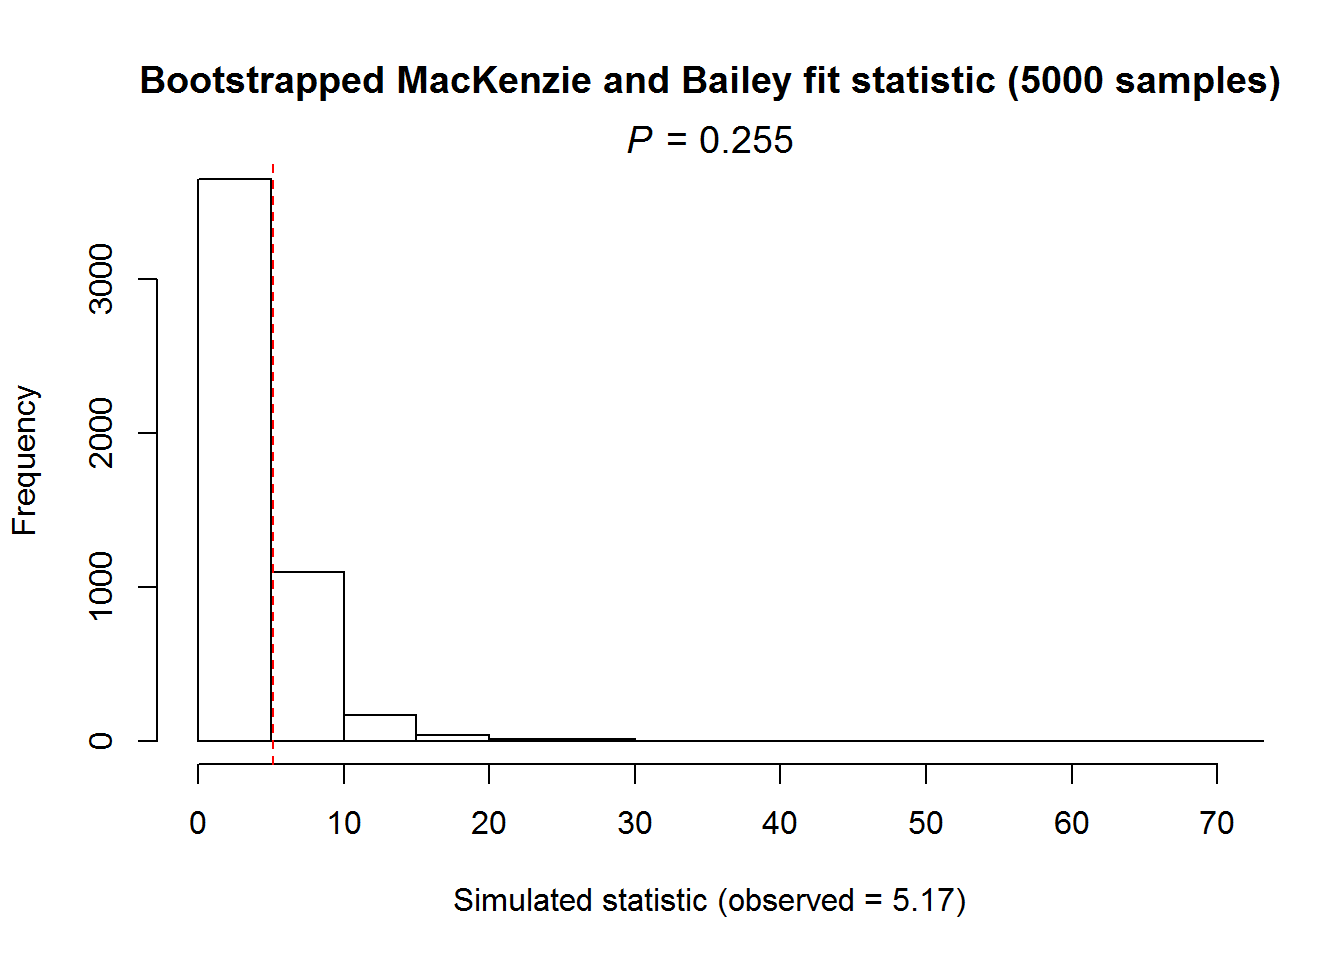 Bootstrapped MacKenzie and Bailey fit statistic (5000 samples)
P = 0.255
Frequency
3000
2000
1000
0
0 10 20 30 40 50 60 70
Simulated statistic (observed = 5.17)